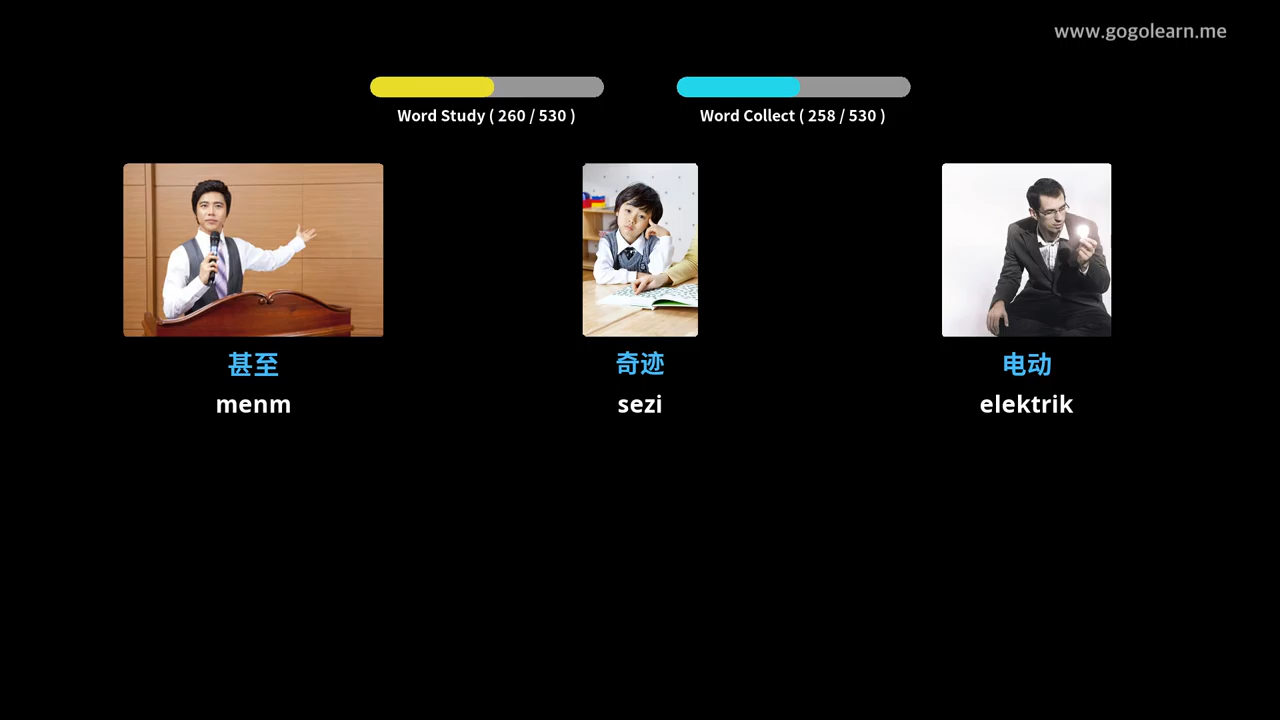 www.gogolearn.me
Word Study ( 260 / 530 )
Word Collect ( 258 / 530 )
甚至
奇迹
电动
menm
sezi
elektrik